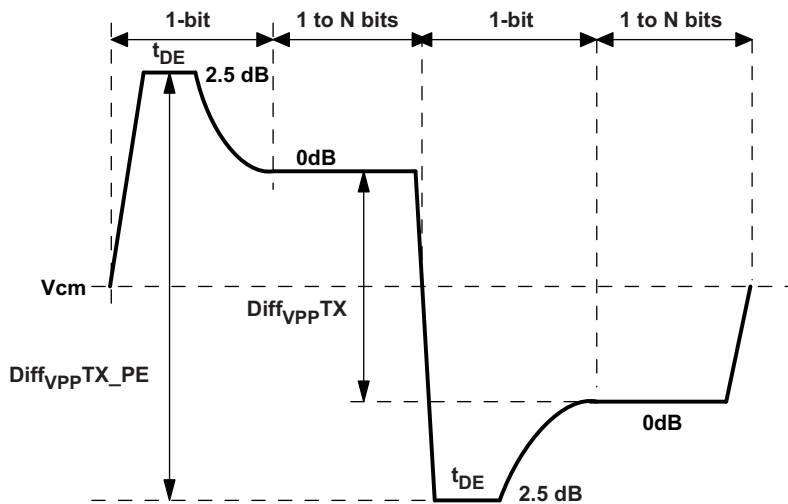 1-bit
1 to N bits
1-bit
1 to N bits
tDE
2.5 dB
0dB
Vcm
DiffVPPTX
DiffVPPTX_PE
0dB
tDE
2.5 dB